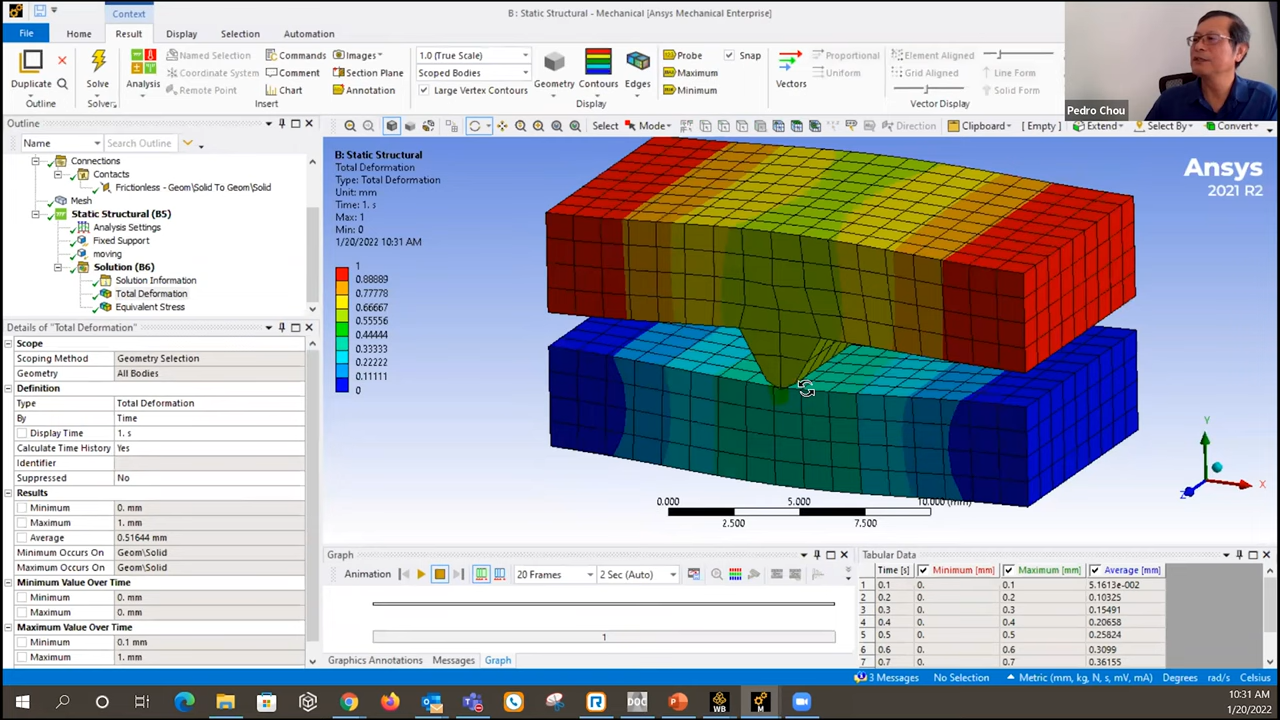 Context
B : Static Structural - Mechanical [Ansys Mechanical Enterprise]
File Home Result Display Selection Automation
Duplicate
Outline
Solve
Solver
Analysis
Named Selection
Coordinate System
Remote Point
Commands
Comment
Chart
Images
Section Plane
Annotation
Insert
1.0 (True Scale)
Scoped Bodies
Large Vertex Contours
Geometry Contours Edges
Display
Probe
Maximum
Minimum
Snap
Vectors
Proportional
Uniform
Element Aligned
Grid Aligned
Line Form
Solid Form
Vector Display
Pedro Chou
Outline
Name Search Outline
Select Mode Direction Clipboard [ Empty ] Extend Select By Convert
Connections
Contacts
Frictionless - Geom\Solid To Geom\Solid
Mesh
Static Structural (B5)
Analysis Settings
Fixed Support
moving
Solution (B6)
Solution Information
Total Deformation
Equivalent Stress
B: Static Structural
Total Deformation
Type: Total Deformation
Unit: mm
Time: 1. s
Max: 1
Min: 0
1/20/2022 10:31 AM
1
0.88889
0.77778
0.66667
0.55556
0.44444
0.33333
0.22222
0.11111
0
Ansys
2021 R2
Y
X
Z
0.000 5.000 10.000 (mm)
2.500 7.500
Details of "Total Deformation"
Scope
Scoping Method Geometry Selection
Geometry All Bodies
Definition
Type Total Deformation
By Time
Display Time 1. s
Calculate Time History Yes
Identifier
Suppressed No
Results
Minimum 0. mm
Maximum 1. mm
Average 0.51644 mm
Minimum Occurs On Geom\Solid
Maximum Occurs On Geom\Solid
Minimum Value Over Time
Minimum 0. mm
Maximum 0. mm
Maximum Value Over Time
Minimum 0.1 mm
Maximum 1. mm
Graph
Animation 20 Frames 2 Sec (Auto)
1
Graphics Annotations Messages Graph
Tabular Data
Time [s] Minimum [mm] Maximum [mm] Average [mm]
1 0.1 0. 0.1 5.1613e-002
2 0.2 0. 0.2 0.10325
3 0.3 0. 0.3 0.15491
4 0.4 0. 0.4 0.20658
5 0.5 0. 0.5 0.25824
6 0.6 0. 0.6 0.3099
7 0.7 0. 0.7 0.36155
3 Messages No Selection Metric (mm, kg, N, s, mV, mA) Degrees rad/s Celsius
DOC
WB
M
10:31 AM
1/20/2022